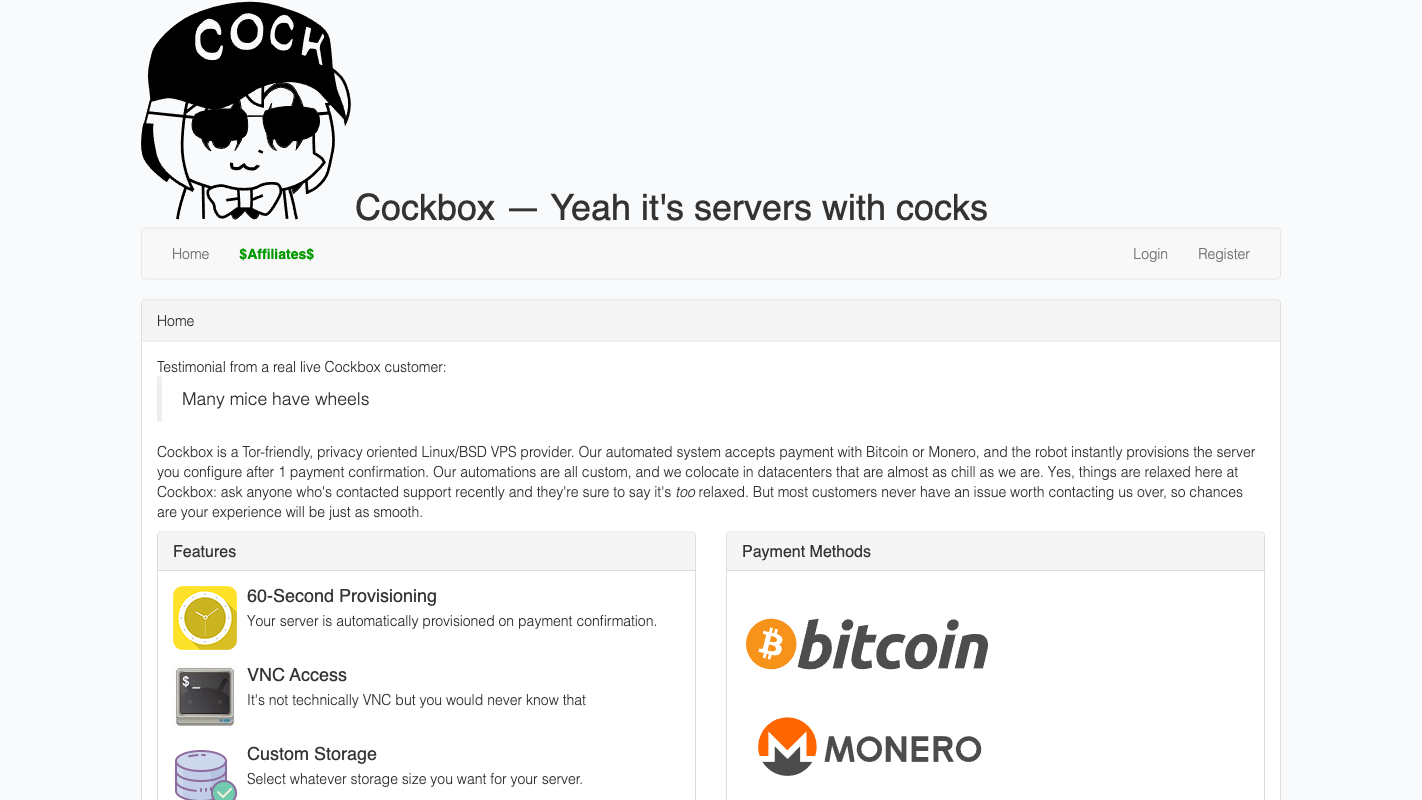 COCK
Cockbox — Yeah it's servers with cocks
Home $Affiliates$ Login Register
Home
Testimonial from a real live Cockbox customer:
Many mice have wheels
Cockbox is a Tor-friendly, privacy oriented Linux/BSD VPS provider. Our automated system accepts payment with Bitcoin or Monero, and the robot instantly provisions the server
you configure after 1 payment confirmation. Our automations are all custom, and we colocate in datacenters that are almost as chill as we are. Yes, things are relaxed here at
Cockbox: ask anyone who's contacted support recently and they're sure to say it's too relaxed. But most customers never have an issue worth contacting us over, so chances
are your experience will be just as smooth.
Features
60-Second Provisioning
Your server is automatically provisioned on payment confirmation.
$ _
VNC Access
It's not technically VNC but you would never know that
Custom Storage
Select whatever storage size you want for your server.
Payment Methods
bitcoin
MONERO